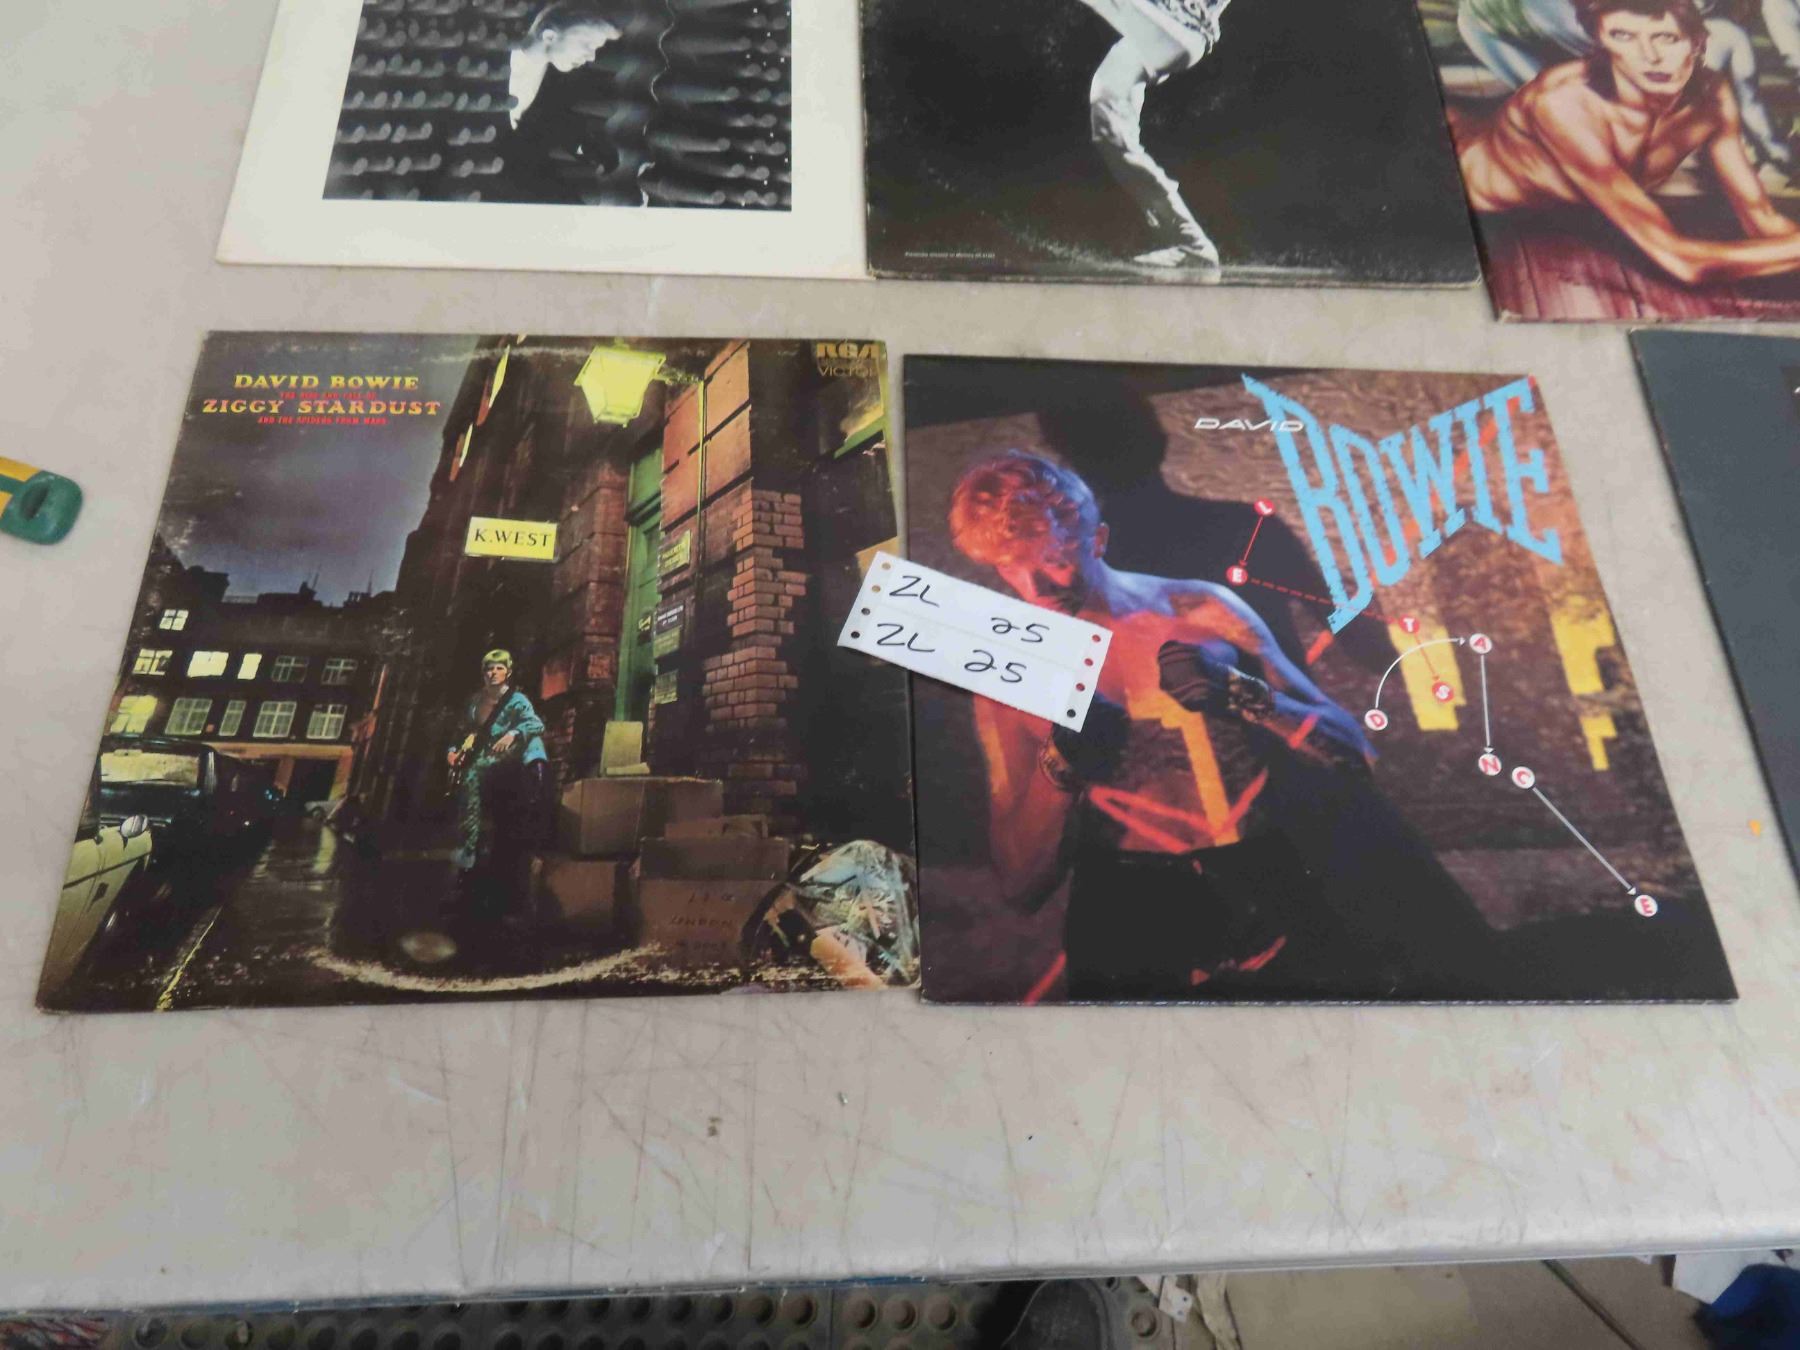 DAVID BOWIE
THE RISE AND FALL OF
ZIGGY STARDUST
AND THE SPIDERS FROM MARS
RCA
VICTOR
K.WEST
LONDON
DAVID
BOWIE
L
E
T
S
D
A
N
C
E
ZL 25
ZL 25